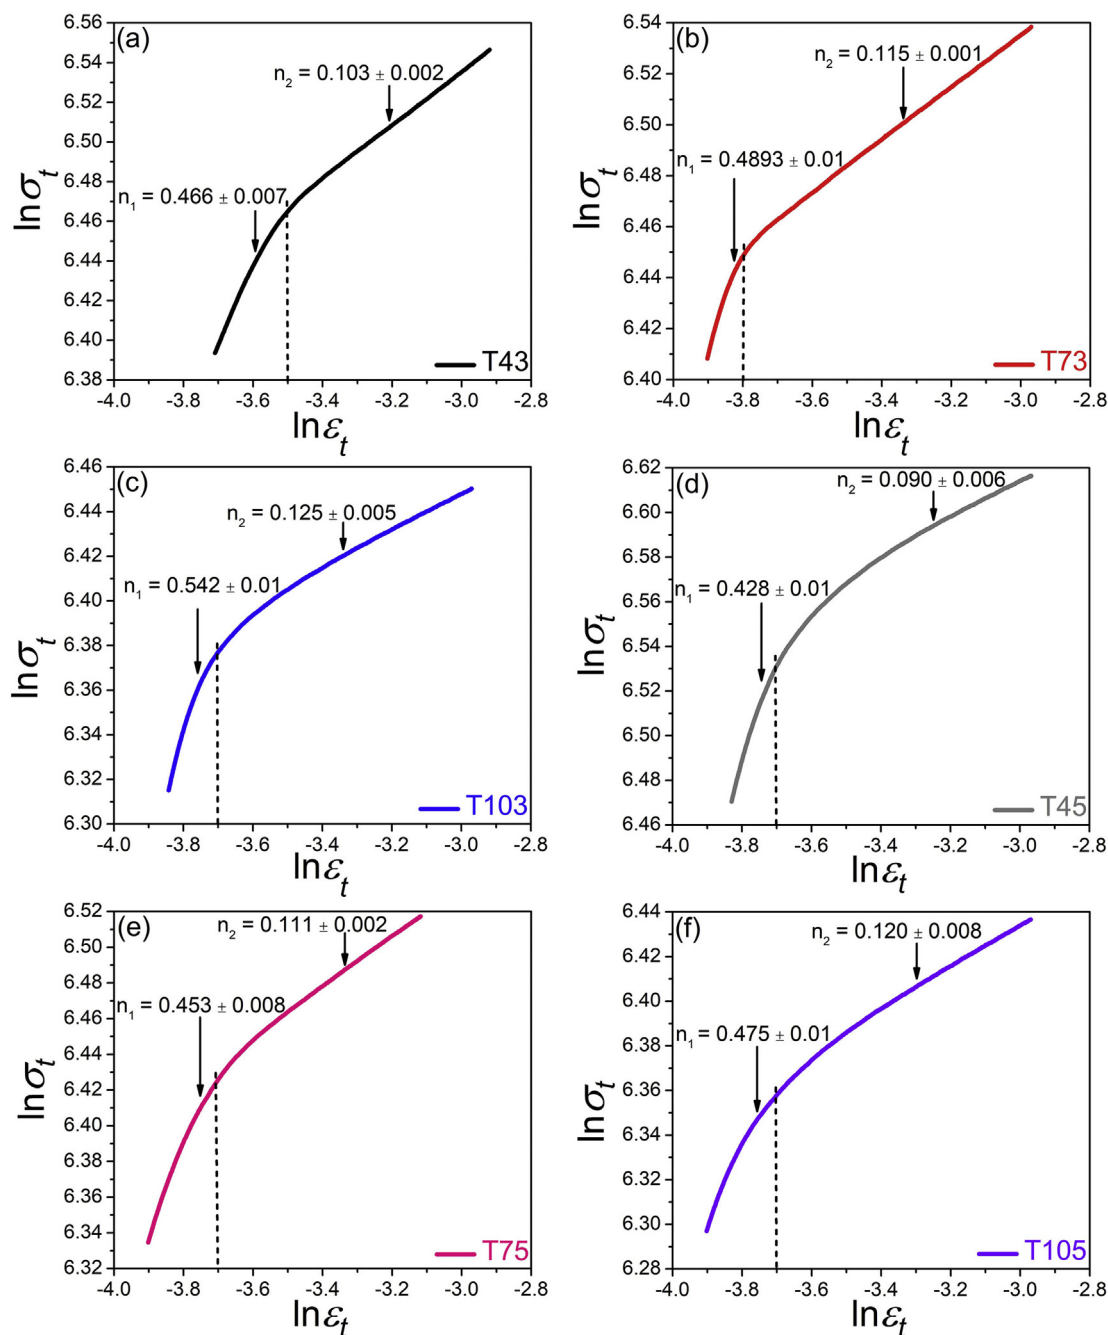 (a)
n2 = 0.103 ± 0.002
n1 = 0.466 ± 0.007
T43
6.56
6.54
6.52
6.50
6.48
6.46
6.44
6.42
6.40
6.38
-4.0 -3.8 -3.6 -3.4 -3.2 -3.0 -2.8
lnσt
lnεt
(b)
n2 = 0.115 ± 0.001
n1 = 0.4893 ± 0.01
T73
6.54
6.52
6.50
6.48
6.46
6.44
6.42
6.40
-4.0 -3.8 -3.6 -3.4 -3.2 -3.0 -2.8
lnσt
lnεt
(c)
n2 = 0.125 ± 0.005
n1 = 0.542 ± 0.01
T103
6.46
6.44
6.42
6.40
6.38
6.36
6.34
6.32
6.30
-4.0 -3.8 -3.6 -3.4 -3.2 -3.0 -2.8
lnσt
lnεt
(d)
n2 = 0.090 ± 0.006
n1 = 0.428 ± 0.01
T45
6.62
6.60
6.58
6.56
6.54
6.52
6.50
6.48
6.46
-4.0 -3.8 -3.6 -3.4 -3.2 -3.0 -2.8
lnσt
lnεt
(e)
n2 = 0.111 ± 0.002
n1 = 0.453 ± 0.008
T75
6.52
6.50
6.48
6.46
6.44
6.42
6.40
6.38
6.36
6.34
6.32
-4.0 -3.8 -3.6 -3.4 -3.2 -3.0 -2.8
lnσt
lnεt
(f)
n2 = 0.120 ± 0.008
n1 = 0.475 ± 0.01
T105
6.44
6.42
6.40
6.38
6.36
6.34
6.32
6.30
6.28
-4.0 -3.8 -3.6 -3.4 -3.2 -3.0 -2.8
lnσt
lnεt